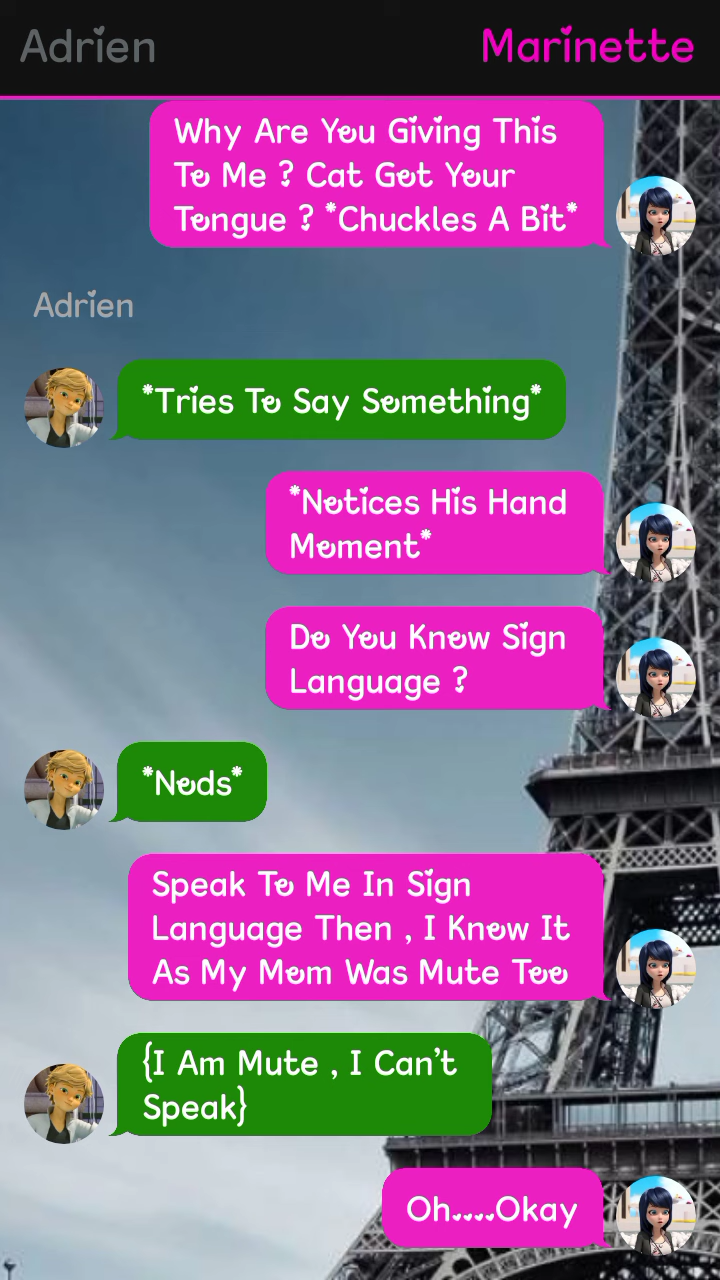 Adrien Marinette
Why Are You Giving This
To Me ? Cat Got Your
Tongue ? *Chuckles A Bit*
Adrien
*Tries To Say Something*
*Notices His Hand
Moment*
Do You Know Sign
Language ?
*Nods*
Speak To Me In Sign
Language Then , I Know It
As My Mom Was Mute Too
{I Am Mute , I Can't
Speak}
Oh....Okay